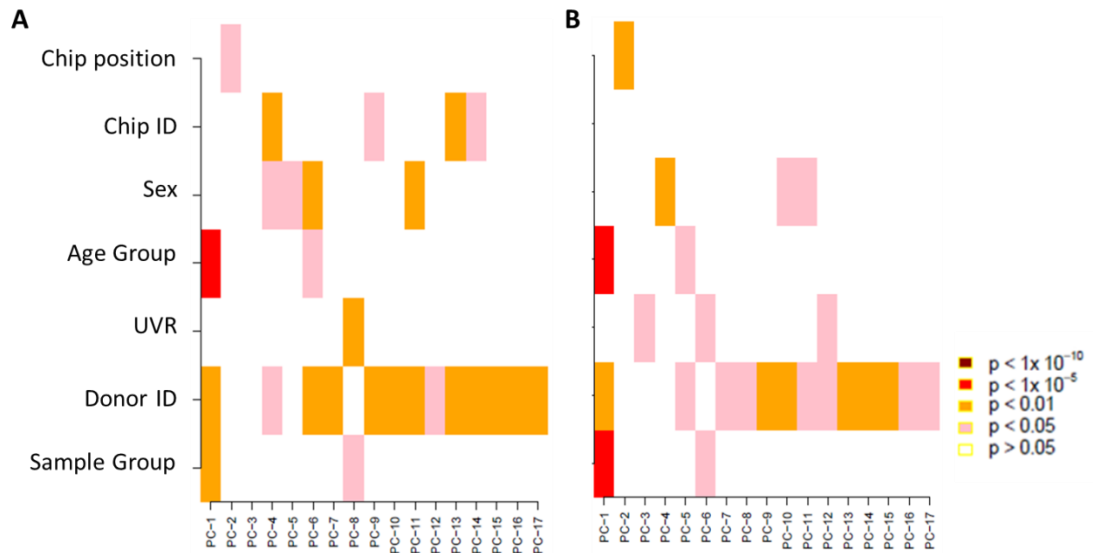 A
B
Chip position
Chip ID
Sex
Age Group
UVR
Donor ID
Sample Group
p < 1x 10⁻¹⁰
p < 1x 10⁻⁵
p < 0.01
p < 0.05
p > 0.05
PC-1
PC-2
PC-3
PC-4
PC-5
PC-6
PC-7
PC-8
PC-9
PC-10
PC-11
PC-12
PC-13
PC-14
PC-15
PC-16
PC-17
PC-1
PC-2
PC-3
PC-4
PC-5
PC-6
PC-7
PC-8
PC-9
PC-10
PC-11
PC-12
PC-13
PC-14
PC-15
PC-16
PC-17